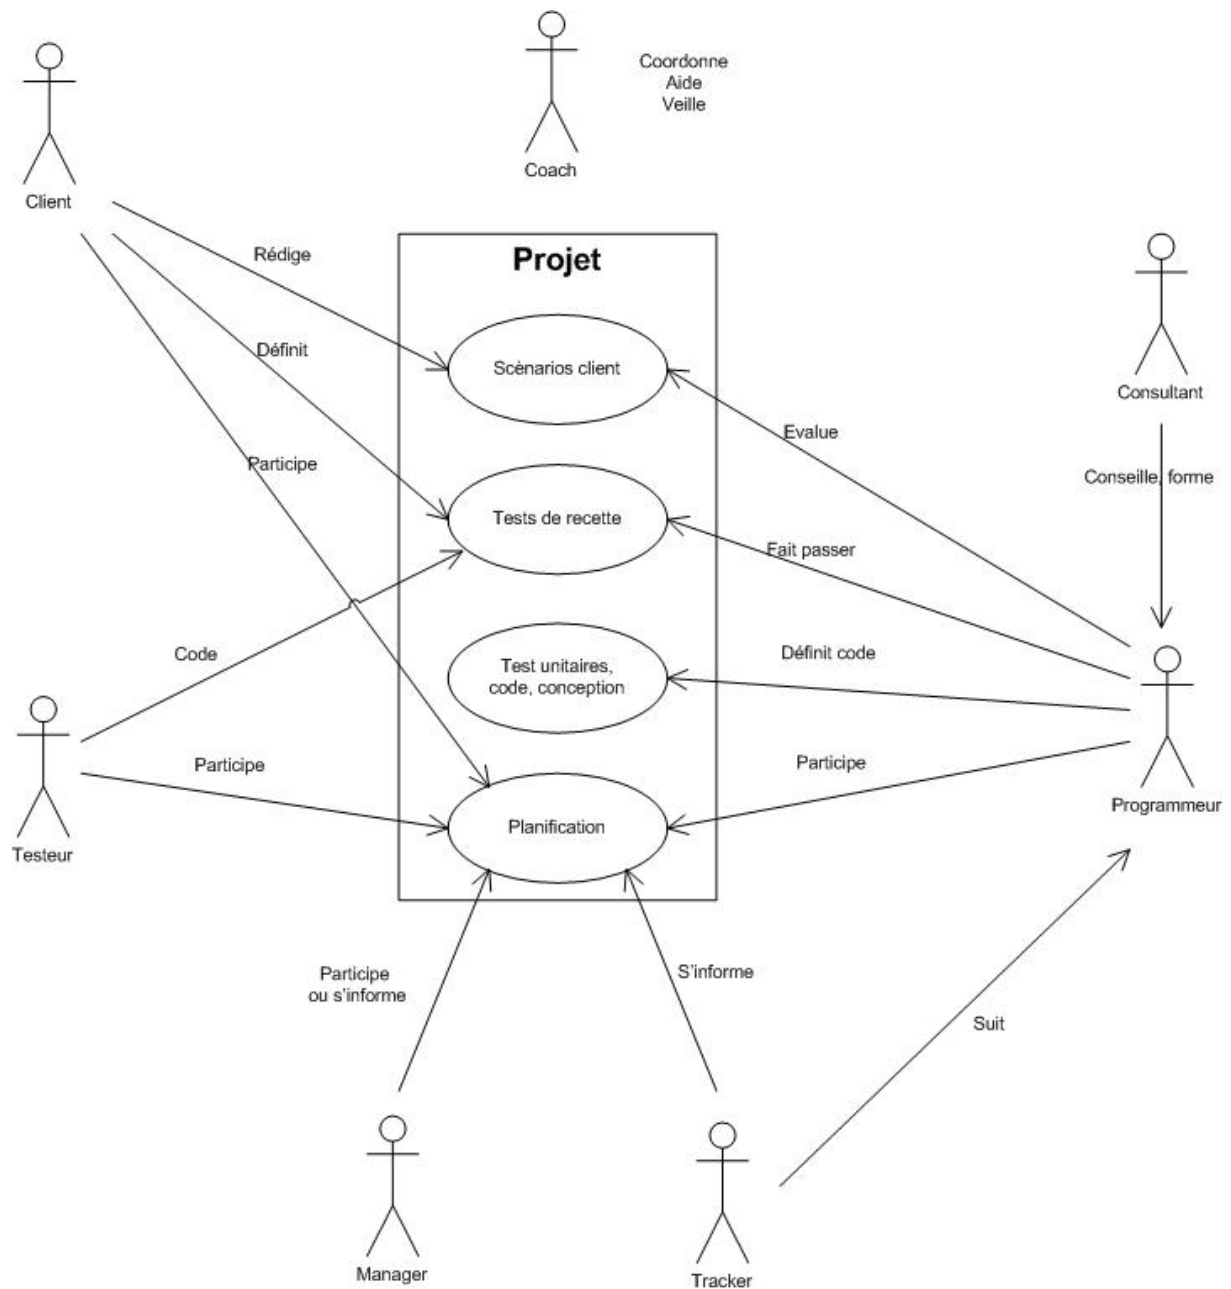 Coordonne
Aide
Veille
Coach
Client
Projet
Rédige
Scènarios client
Définit
Consultant
Evalue
Participe
Conseille, forme
Tests de recette
Fait passer
Code
Test unitaires,
code, conception
Définit code
Participe
Participe
Programmeur
Planification
Testeur
Participe
ou s'informe
S'informe
Suit
Manager
Tracker